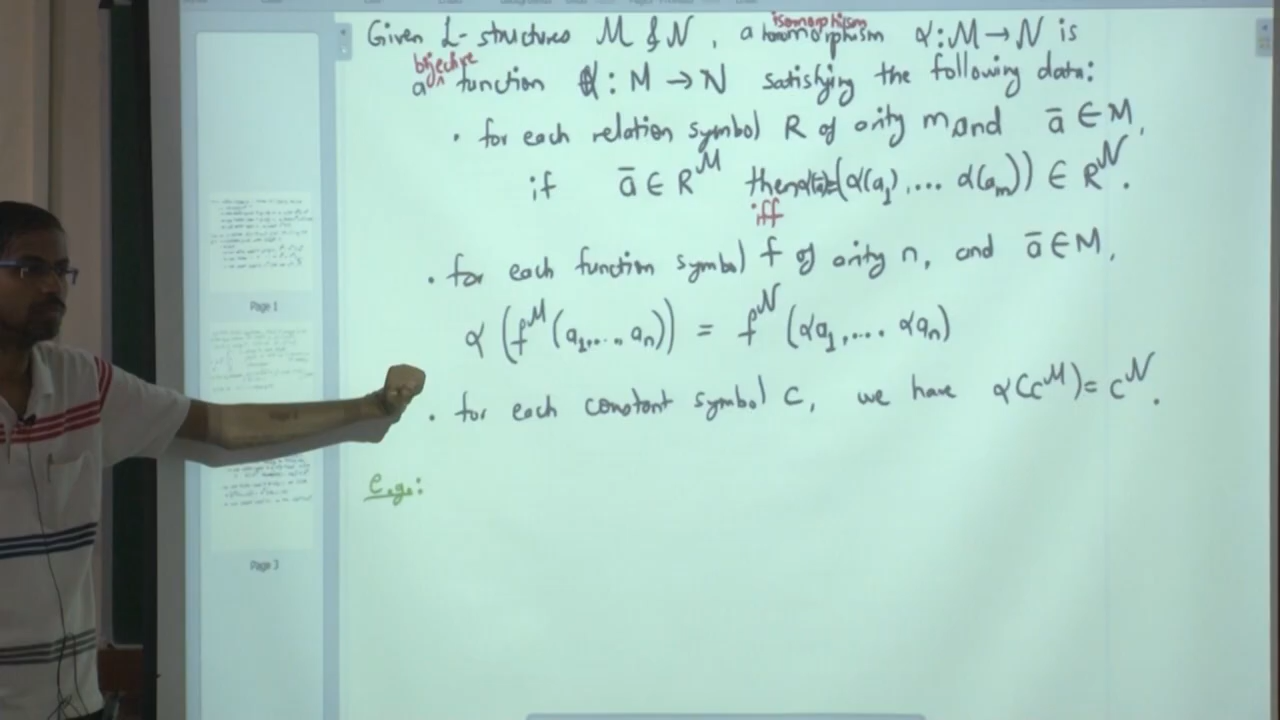 Given L-structures M & N, a isomorphism α: M → N is
a bijective function α: M → N satisfying the following data:
• for each relation symbol R of arity m and ā ∈ M,
if ā ∈ R^M then (α(a₁), ... α(aₘ)) ∈ R^N.
iff
• for each function symbol f of arity n, and ā ∈ M,
α (f^M (a₁, ..., aₙ)) = f^N (αa₁, .... αaₙ)
• for each constant symbol c, we have α(c^M) = c^N.
e.g.:
Page 1
Page 3